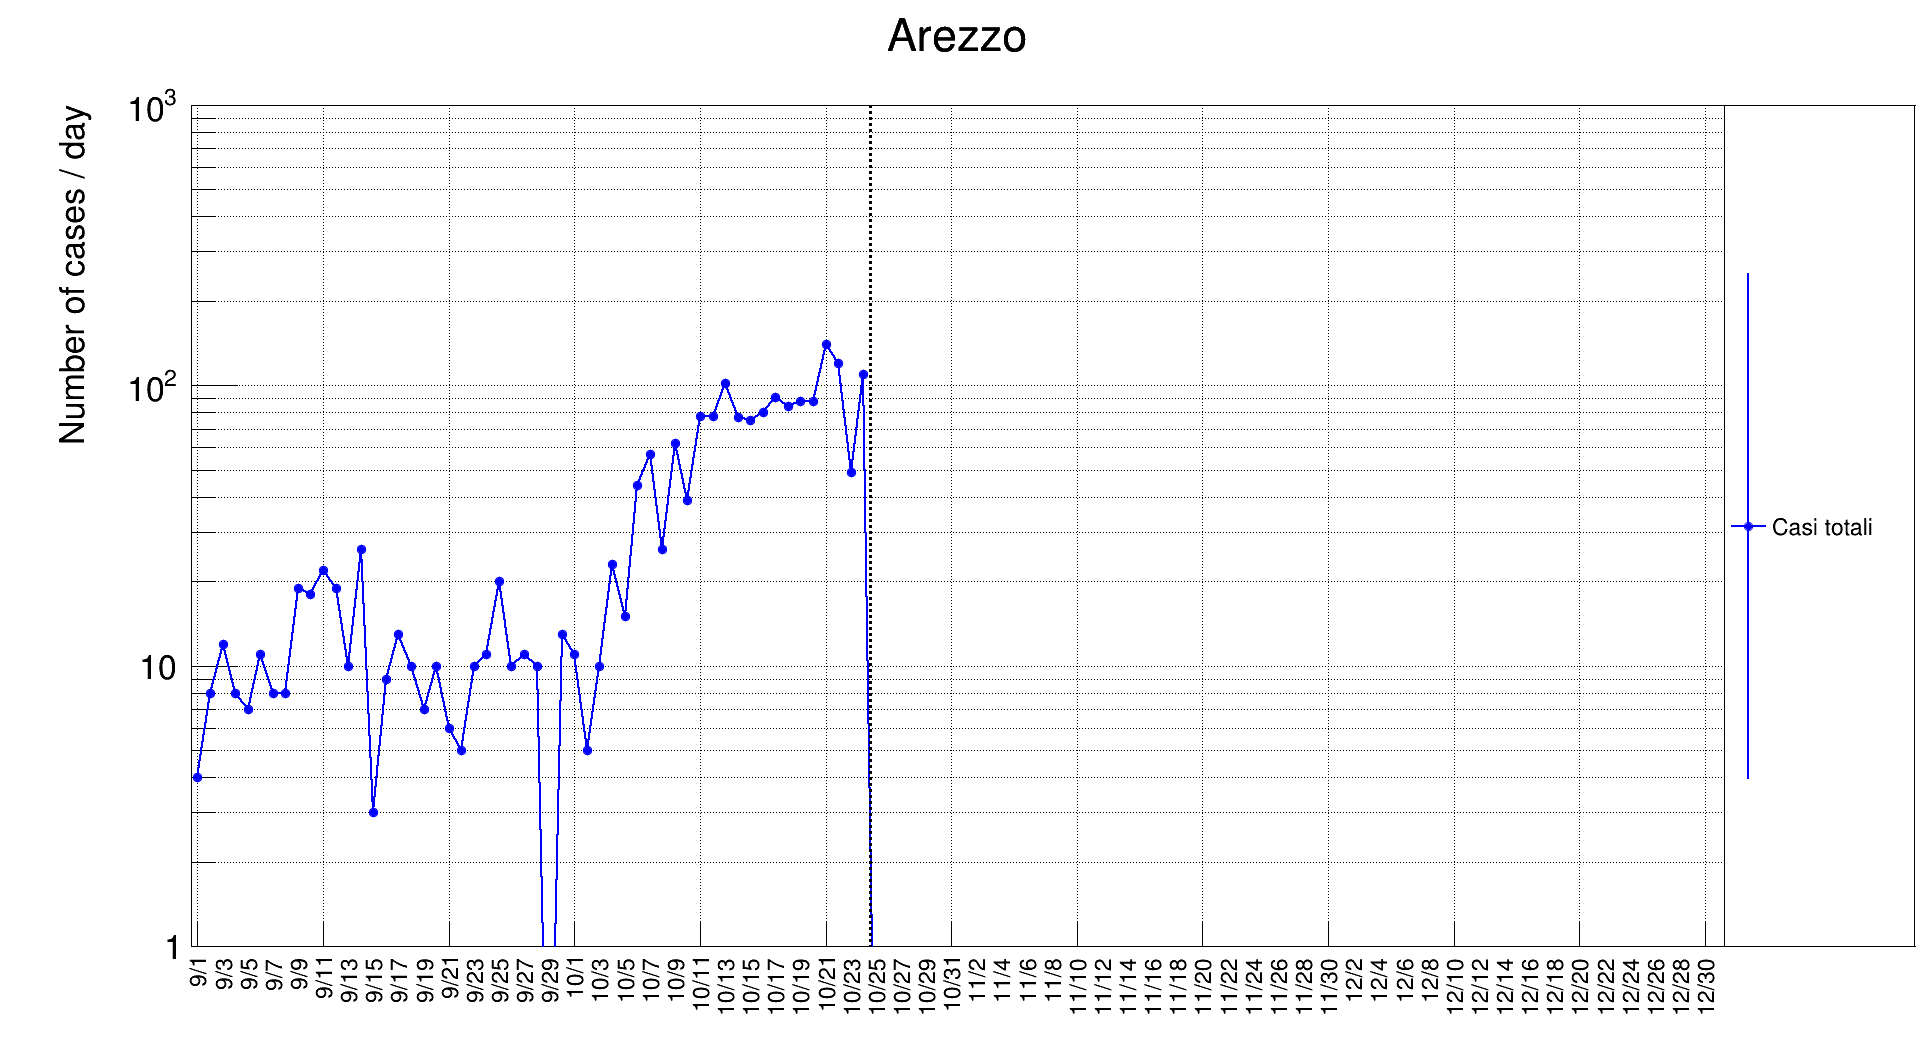 Arezzo
Number of cases / day
10³
10²
10
1
9/1 9/3 9/5 9/7 9/9 9/11 9/13 9/15 9/17 9/19 9/21 9/23 9/25 9/27 9/29 10/1 10/3 10/5 10/7 10/9 10/11 10/13 10/15 10/17 10/19 10/21 10/23 10/25 10/27 10/29 10/31 11/2 11/4 11/6 11/8 11/10 11/12 11/14 11/16 11/18 11/20 11/22 11/24 11/26 11/28 11/30 12/2 12/4 12/6 12/8 12/10 12/12 12/14 12/16 12/18 12/20 12/22 12/24 12/26 12/28 12/30
Casi totali